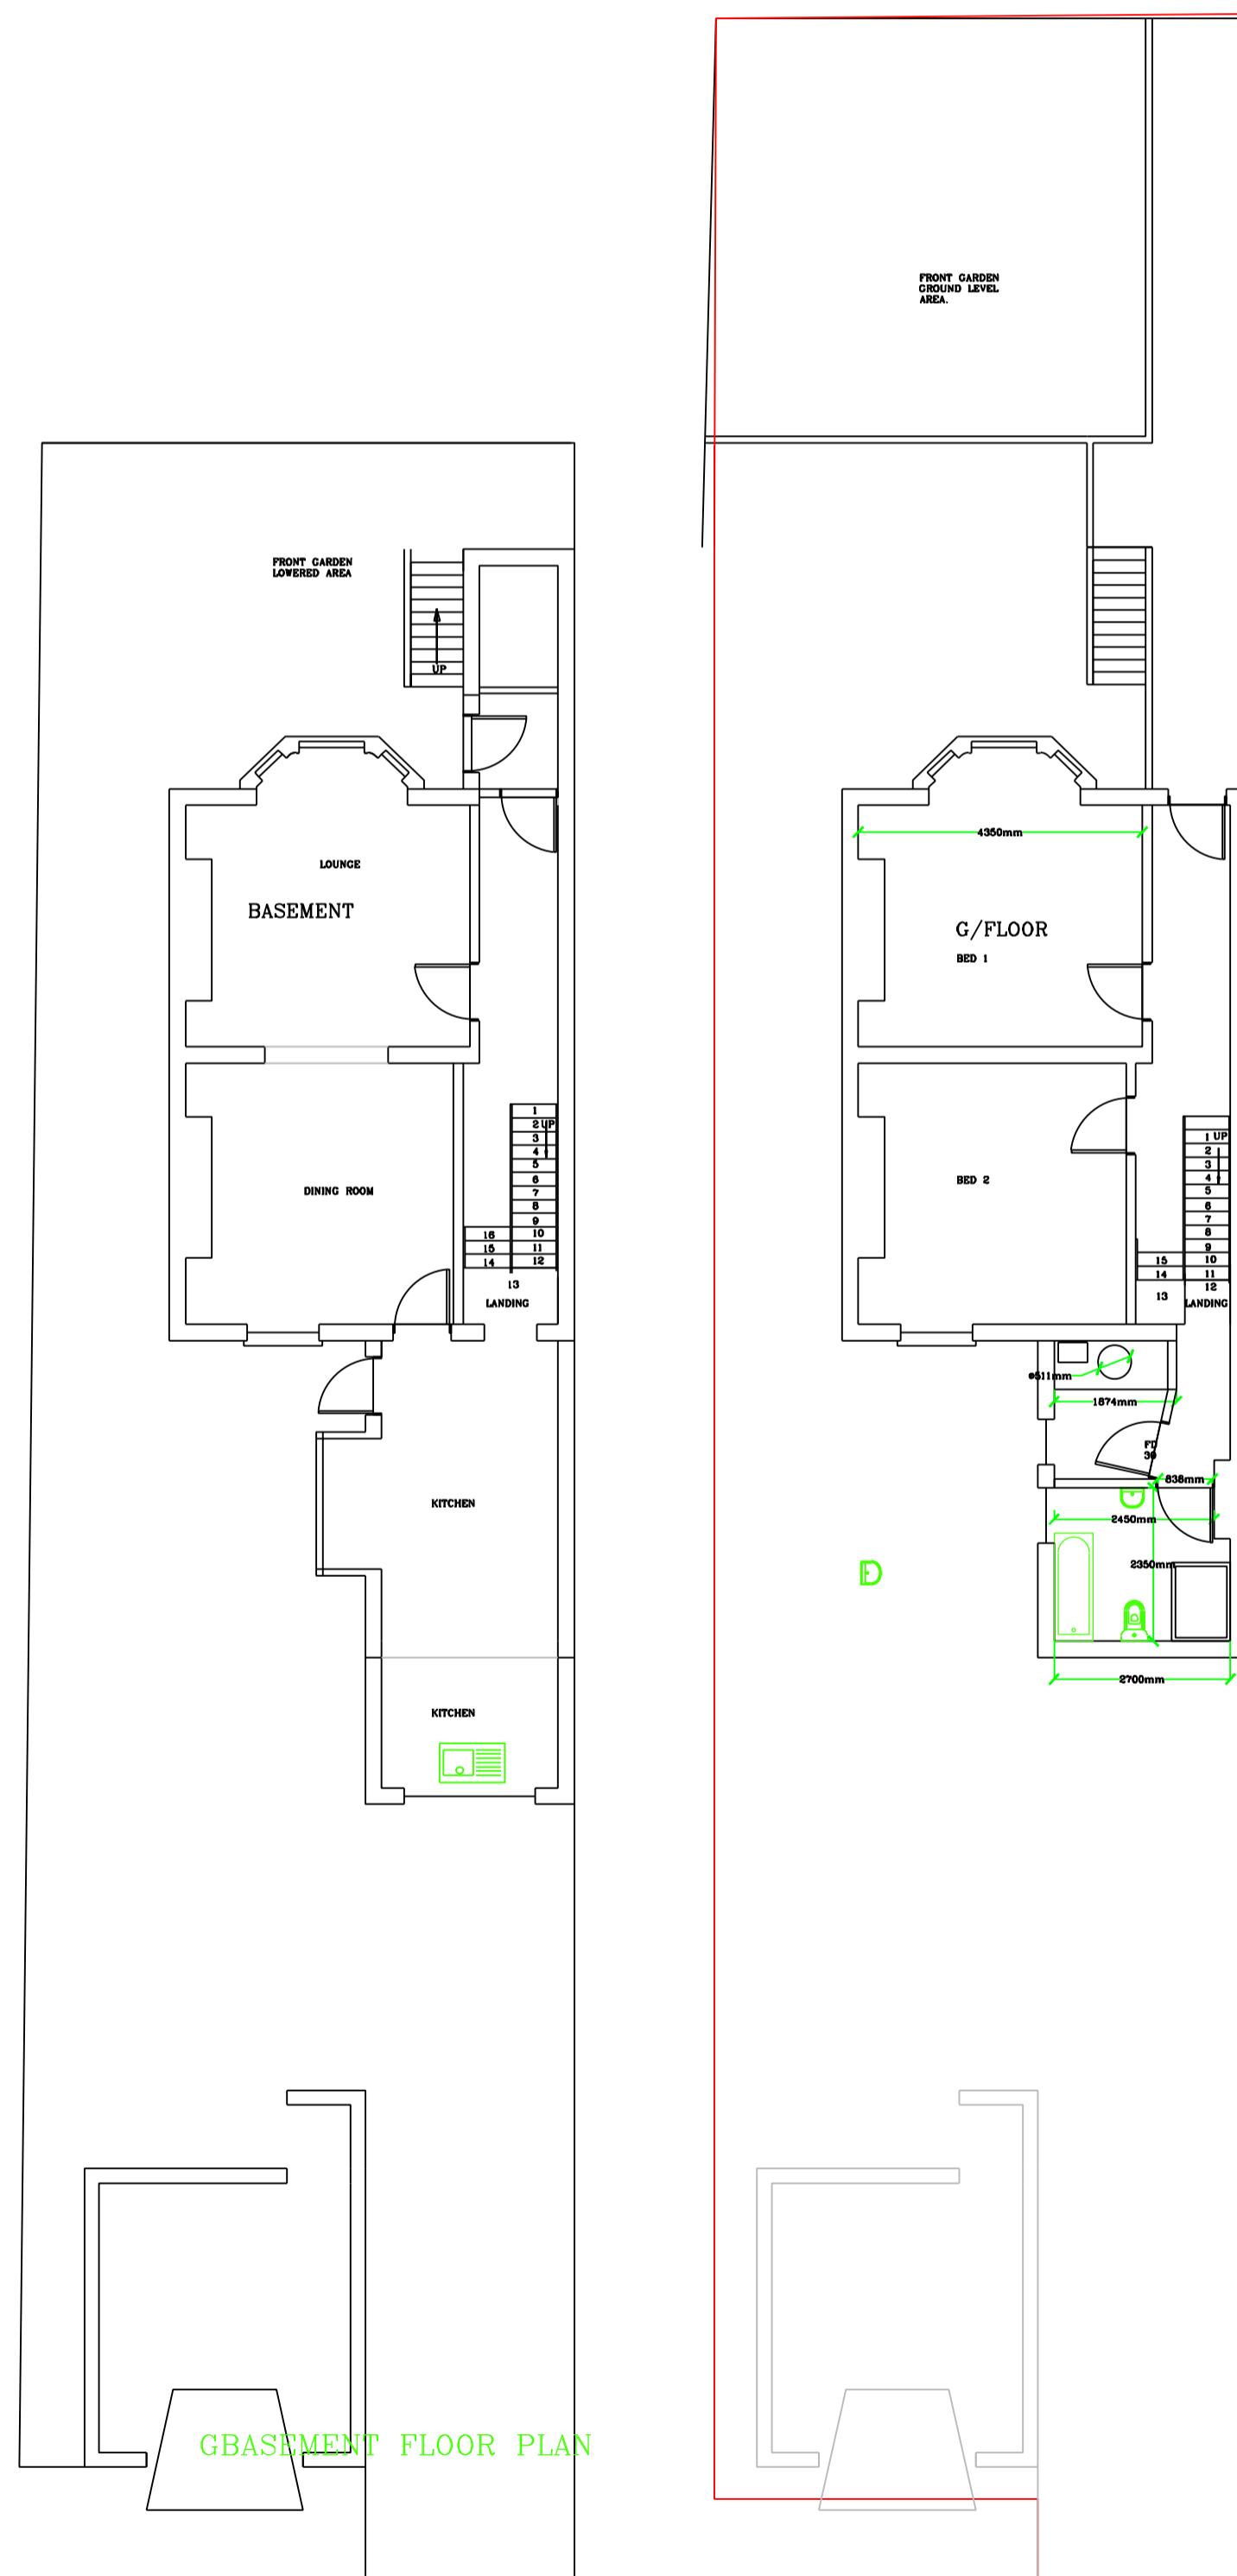 FRONT GARDEN
LOWERED AREA
UP
LOUNGE
BASEMENT
1
2 UP
3
4
5
6
7
8
9
16 10
15 11
14 12
13
LANDING
DINING ROOM
KITCHEN
KITCHEN
GBASEMENT FLOOR PLAN
FRONT GARDEN
GROUND LEVEL
AREA.
4350mm
G/FLOOR
BED 1
BED 2
1 UP
2
3
4
5
6
7
8
9
15 10
14 11
13 12
LANDING
ø511mm
1874mm
FD
30
838mm
2450mm
2350mm
2700mm